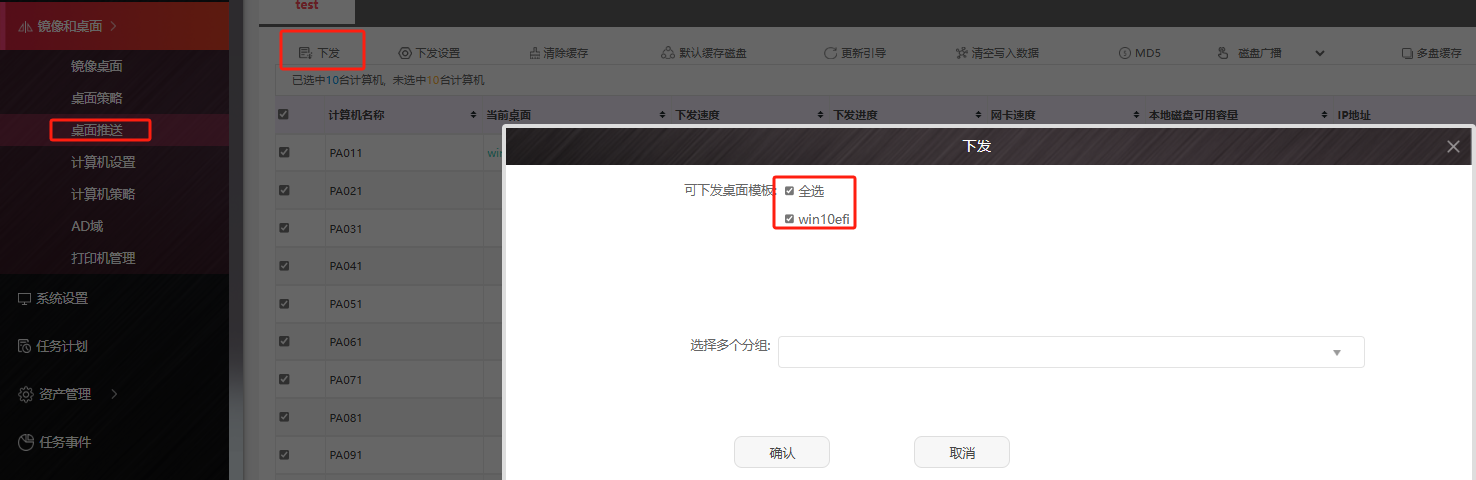 test
镜像和桌面
镜像桌面
桌面策略
桌面推送
计算机设置
计算机策略
AD域
打印机管理
系统设置
任务计划
资产管理
任务事件
下发 下发设置 清除缓存 默认缓存磁盘 更新引导 清空写入数据 MD5 磁盘广播 多盘缓存
已选中10台计算机, 未选中10台计算机
计算机名称 当前桌面 下发速度 下发进度 网卡速度 本地磁盘可用容量 IP地址
PA011
PA021
PA031
PA041
PA051
PA061
PA071
PA081
PA091
下发
可下发桌面模板: 全选
win10efi
选择多个分组:
确认 取消